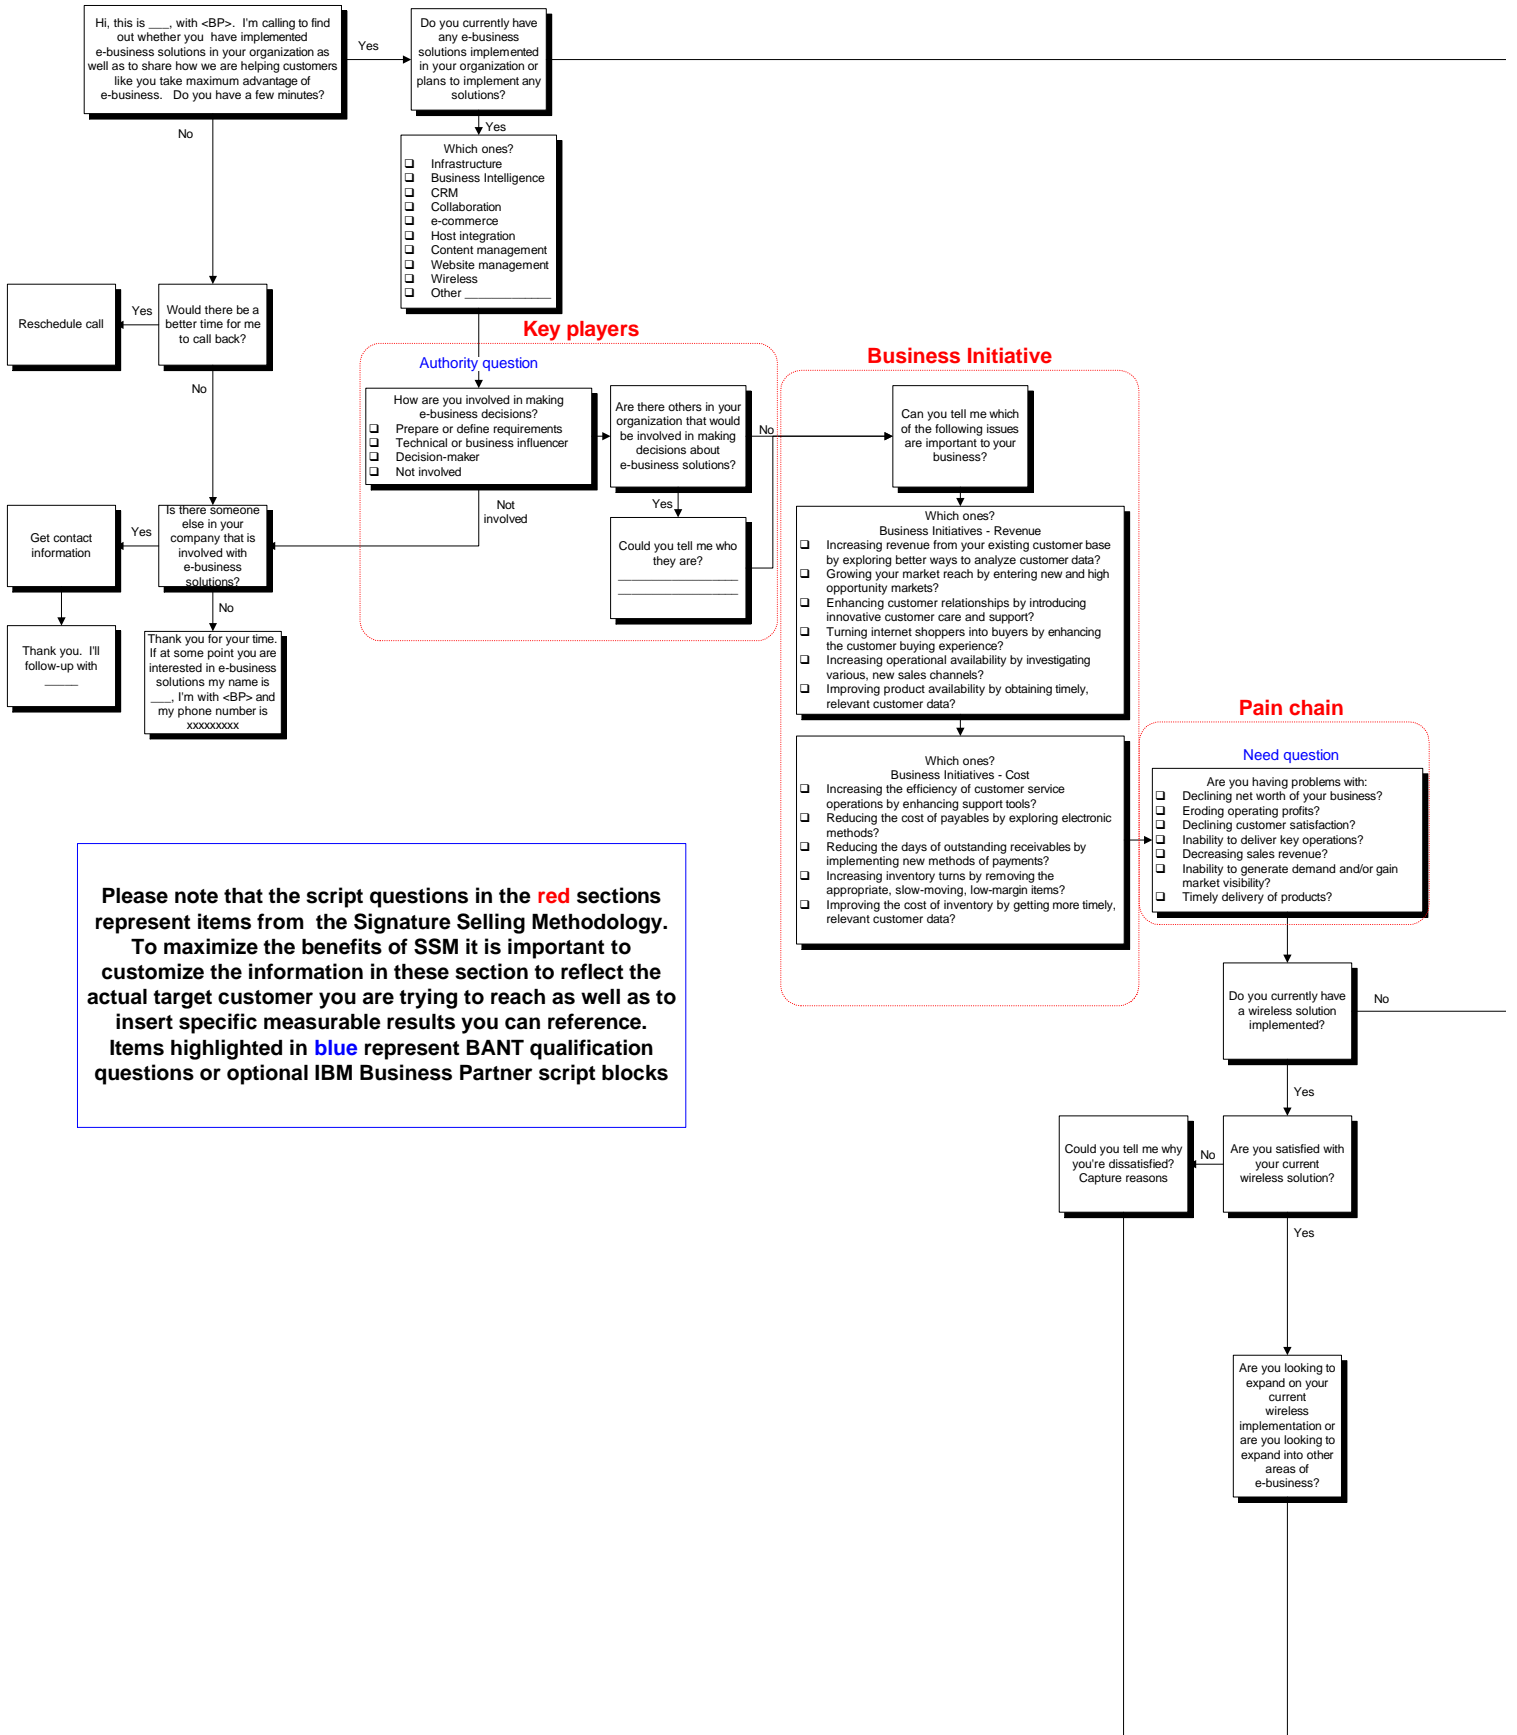 Hi, this is ___, with <BP>. I'm calling to find
out whether you have implemented
e-business solutions in your organization as
well as to share how we are helping customers
like you take maximum advantage of
e-business. Do you have a few minutes?
Yes
Do you currently have
any e-business
solutions implemented
in your organization or
plans to implement any
solutions?
No
Yes
Which ones?
❑ Infrastructure
❑ Business Intelligence
❑ CRM
❑ Collaboration
❑ e-commerce
❑ Host integration
❑ Content management
❑ Website management
❑ Wireless
❑ Other _____________
Reschedule call
Yes
Would there be a
better time for me
to call back?
No
Key players
Authority question
How are you involved in making
e-business decisions?
❑ Prepare or define requirements
❑ Technical or business influencer
❑ Decision-maker
❑ Not involved
Are there others in your
organization that would
be involved in making
decisions about
e-business solutions?
No
Not
involved
Yes
Could you tell me who
they are?
__________________
__________________
Get contact
information
Yes
Is there someone
else in your
company that is
involved with
e-business
solutions?
No
Thank you. I'll
follow-up with
_____
Thank you for your time.
If at some point you are
interested in e-business
solutions my name is
___, I'm with <BP> and
my phone number is
xxxxxxxxx
Business Initiative
Can you tell me which
of the following issues
are important to your
business?
Which ones?
Business Initiatives - Revenue
❑ Increasing revenue from your existing customer base
by exploring better ways to analyze customer data?
❑ Growing your market reach by entering new and high
opportunity markets?
❑ Enhancing customer relationships by introducing
innovative customer care and support?
❑ Turning internet shoppers into buyers by enhancing
the customer buying experience?
❑ Increasing operational availability by investigating
various, new sales channels?
❑ Improving product availability by obtaining timely,
relevant customer data?
Which ones?
Business Initiatives - Cost
❑ Increasing the efficiency of customer service
operations by enhancing support tools?
❑ Reducing the cost of payables by exploring electronic
methods?
❑ Reducing the days of outstanding receivables by
implementing new methods of payments?
❑ Increasing inventory turns by removing the
appropriate, slow-moving, low-margin items?
❑ Improving the cost of inventory by getting more timely,
relevant customer data?
Pain chain
Need question
Are you having problems with:
❑ Declining net worth of your business?
❑ Eroding operating profits?
❑ Declining customer satisfaction?
❑ Inability to deliver key operations?
❑ Decreasing sales revenue?
❑ Inability to generate demand and/or gain
market visibility?
❑ Timely delivery of products?
Please note that the script questions in the red sections
represent items from the Signature Selling Methodology.
To maximize the benefits of SSM it is important to
customize the information in these section to reflect the
actual target customer you are trying to reach as well as to
insert specific measurable results you can reference.
Items highlighted in blue represent BANT qualification
questions or optional IBM Business Partner script blocks
Do you currently have
a wireless solution
implemented?
No
Yes
Could you tell me why
you're dissatisfied?
Capture reasons
No
Are you satisfied with
your current
wireless solution?
Yes
Are you looking to
expand on your
current
wireless
implementation or
are you looking to
expand into other
areas of
e-business?